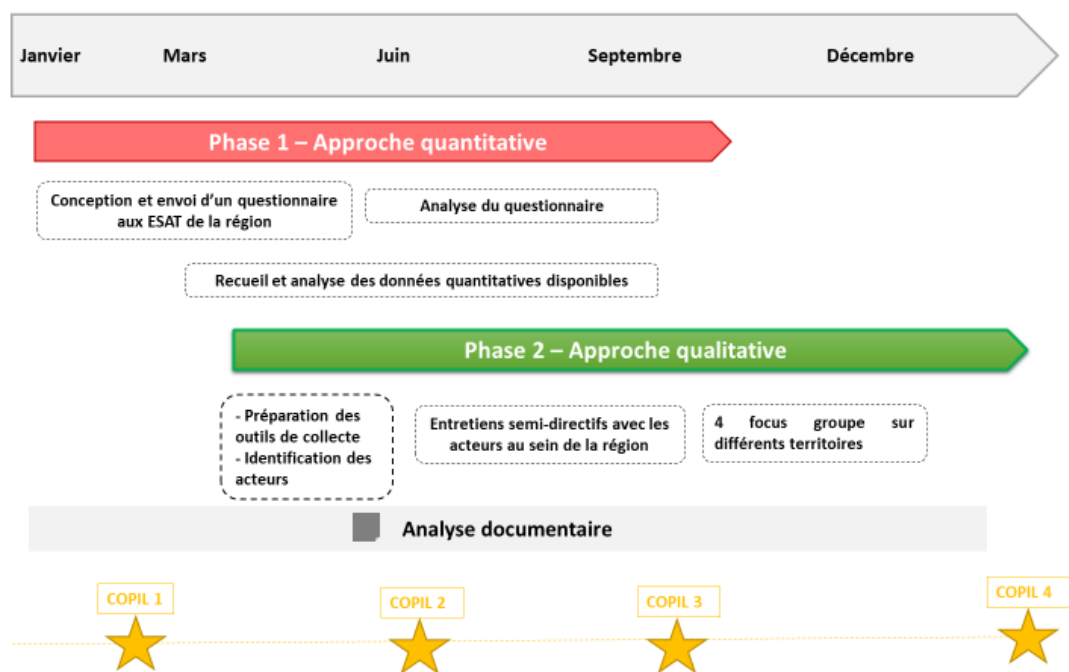 Janvier Mars Juin Septembre Décembre
Phase 1 – Approche quantitative
Conception et envoi d'un questionnaire
aux ESAT de la région
Analyse du questionnaire
Recueil et analyse des données quantitatives disponibles
Phase 2 – Approche qualitative
- Préparation des
outils de collecte
- Identification des
acteurs
Entretiens semi-directifs avec les
acteurs au sein de la région
4 focus groupe sur
différents territoires
Analyse documentaire
COPIL 1
COPIL 2
COPIL 3
COPIL 4